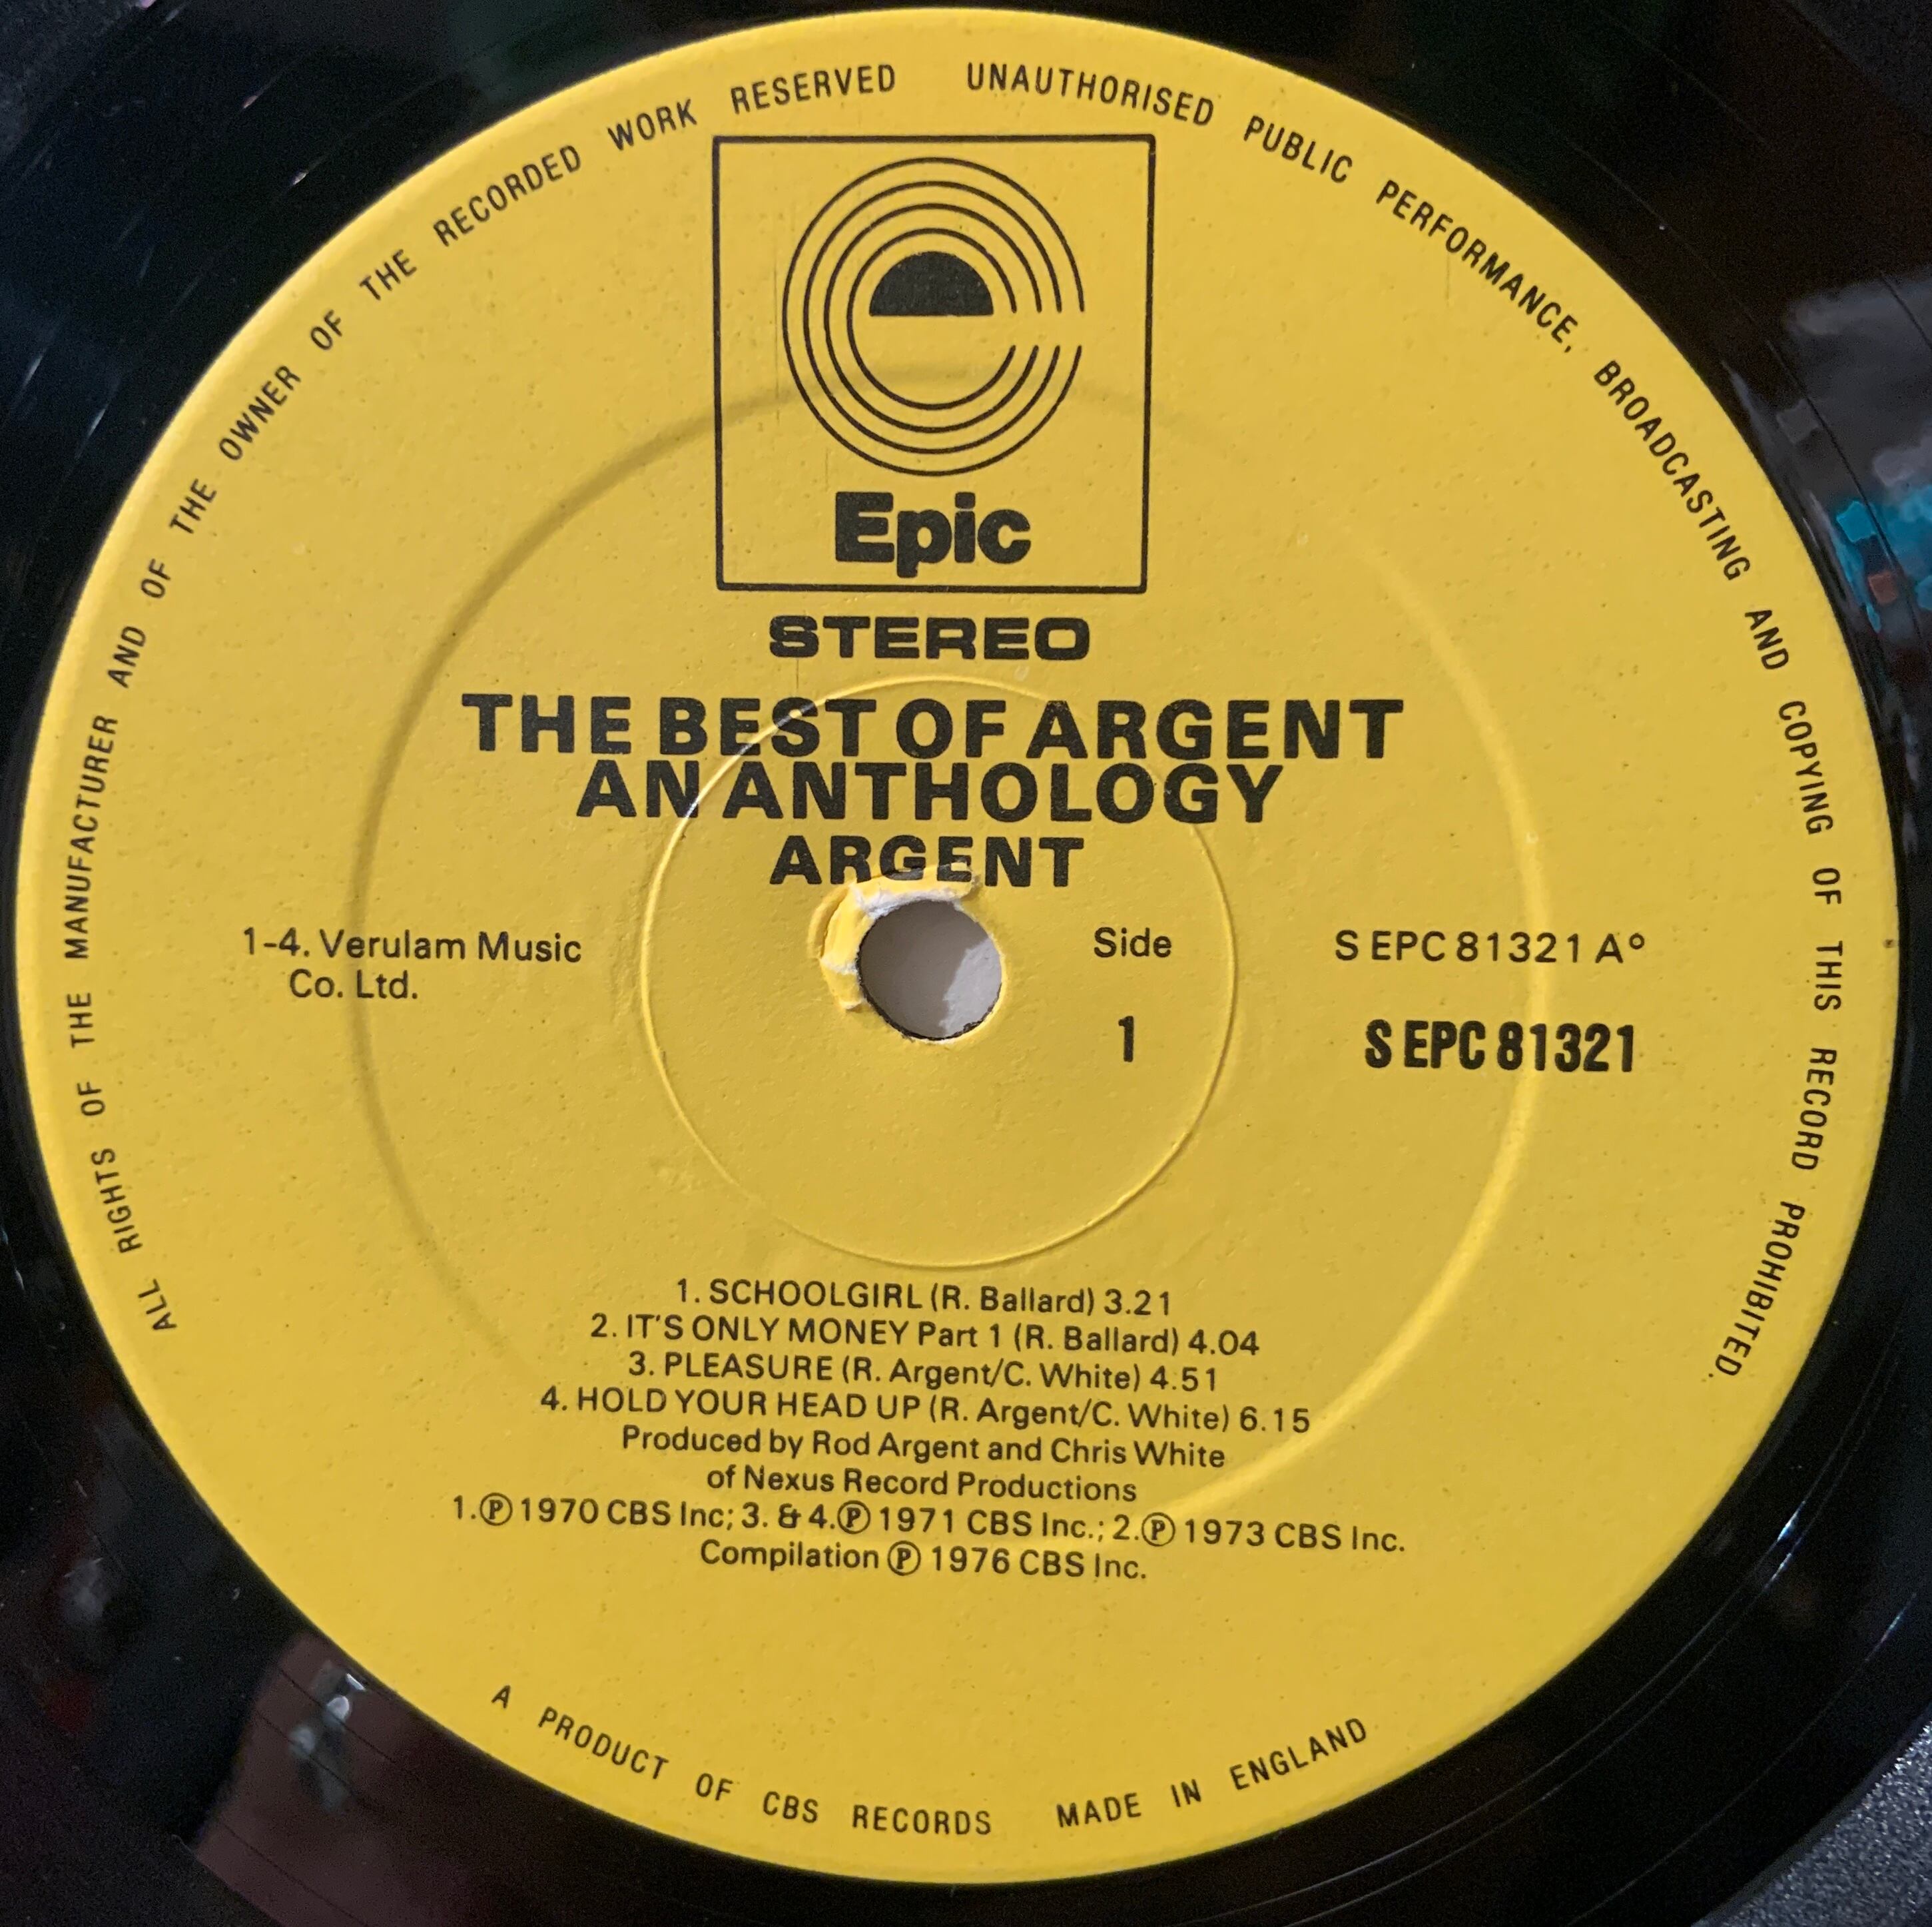 ALL RIGHTS OF THE MANUFACTURER AND OF THE OWNER OF THE RECORDED WORK RESERVED UNAUTHORISED PUBLIC PERFORMANCE, BROADCASTING AND COPYING OF THIS RECORD PROHIBITED.
e
Epic
STEREO
THE BEST OF ARGENT
AN ANTHOLOGY
ARGENT
1-4. Verulam Music
Co. Ltd.
Side
1
S EPC 81321 A°
S EPC 81321
1. SCHOOLGIRL (R. Ballard) 3.21
2. IT'S ONLY MONEY Part 1 (R. Ballard) 4.04
3. PLEASURE (R. Argent/C. White) 4.51
4. HOLD YOUR HEAD UP (R. Argent/C. White) 6.15
Produced by Rod Argent and Chris White
of Nexus Record Productions
1.Ⓟ 1970 CBS Inc; 3. & 4.Ⓟ 1971 CBS Inc.; 2.Ⓟ 1973 CBS Inc.
Compilation Ⓟ 1976 CBS Inc.
A PRODUCT OF CBS RECORDS MADE IN ENGLAND